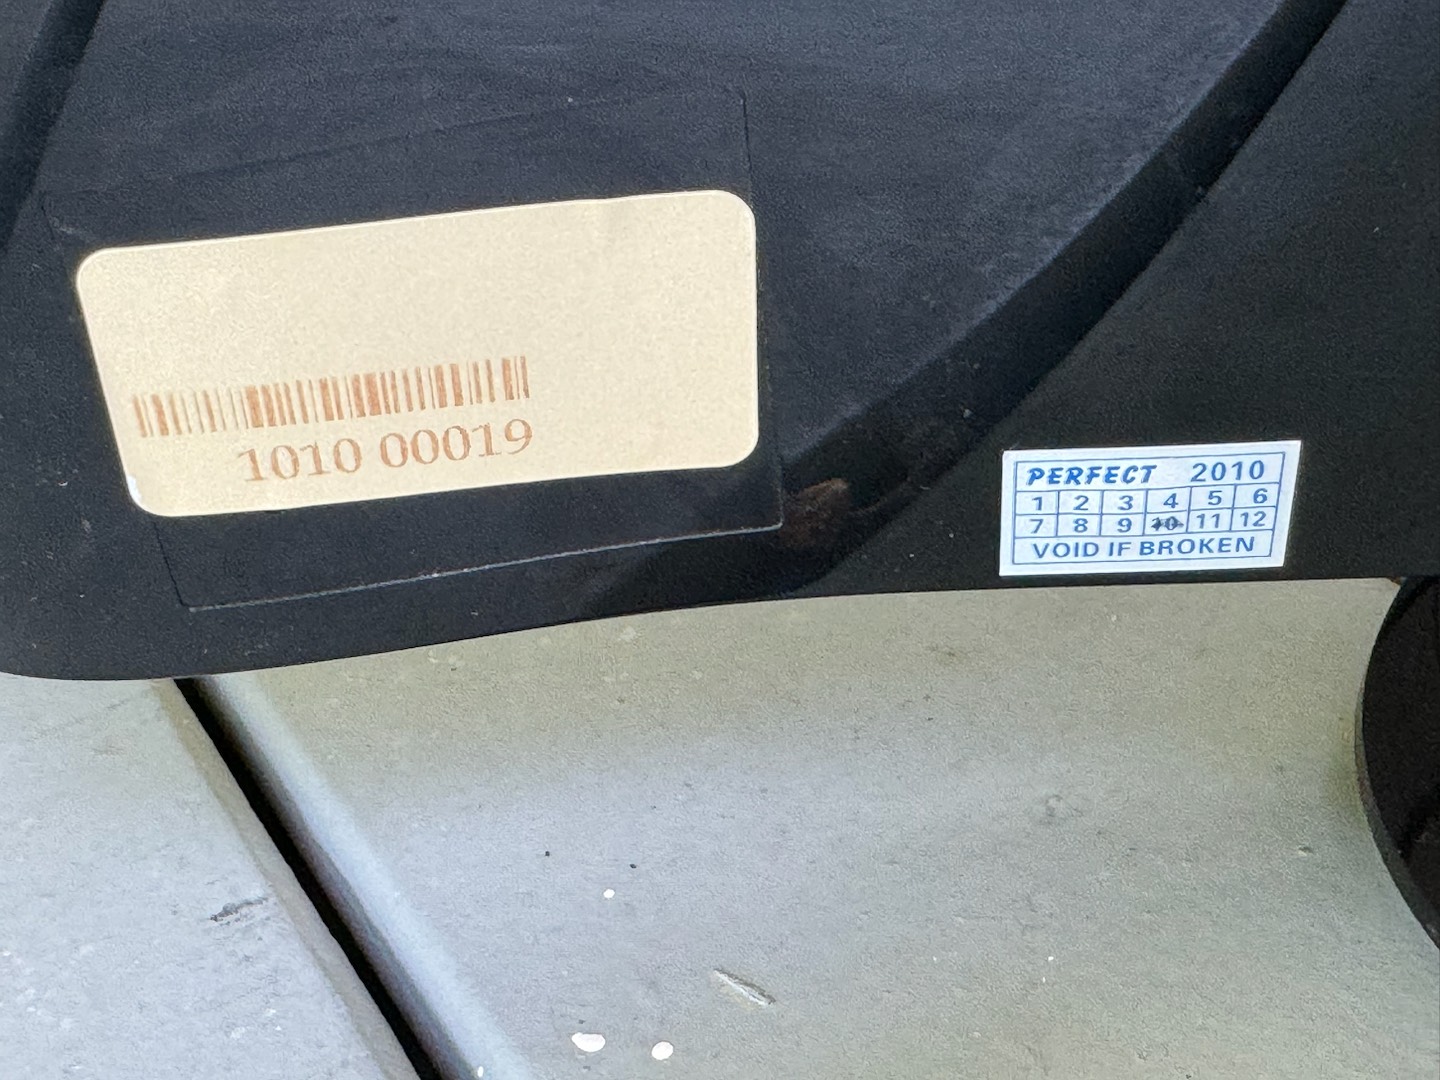 1010 00019
PERFECT 2010
1 2 3 4 5 6
7 8 9 10 11 12
VOID IF BROKEN